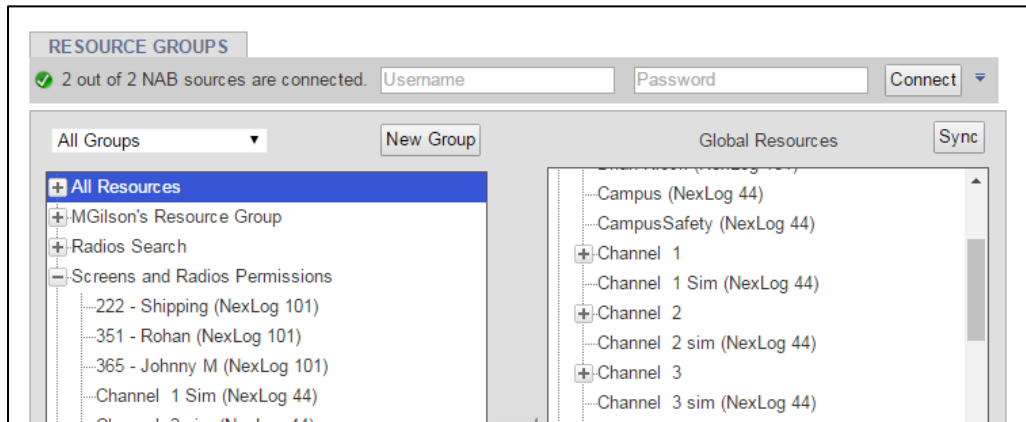 RESOURCE GROUPS
2 out of 2 NAB sources are connected. Username Password Connect
All Groups New Group Global Resources Sync
All Resources
MGilson's Resource Group
Radios Search
Screens and Radios Permissions
222 - Shipping (NexLog 101)
351 - Rohan (NexLog 101)
365 - Johnny M (NexLog 101)
Channel 1 Sim (NexLog 44)
Campus (NexLog 44)
CampusSafety (NexLog 44)
Channel 1
Channel 1 Sim (NexLog 44)
Channel 2
Channel 2 sim (NexLog 44)
Channel 3
Channel 3 sim (NexLog 44)